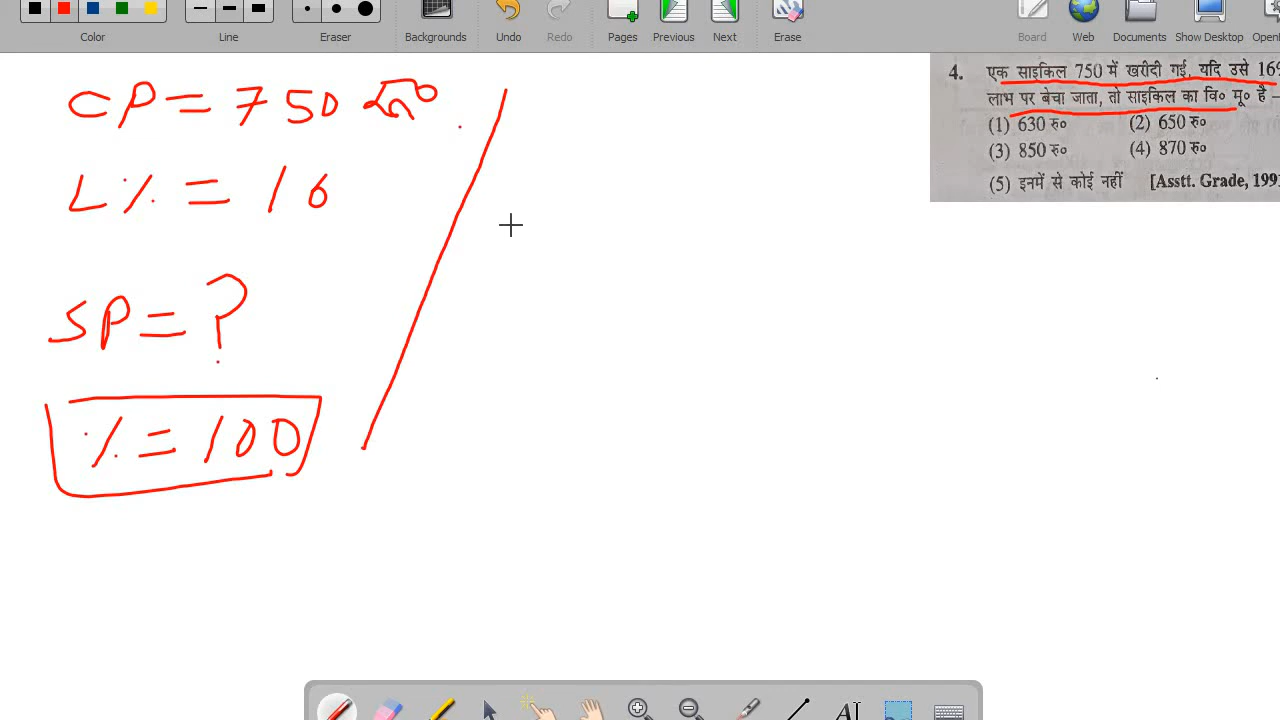 Color Line Eraser Backgrounds Undo Redo Pages Previous Next Erase Board Web Documents Show Desktop
4. एक साइकिल 750 में खरीदी गई, यदि उसे 16%
लाभ पर बेचा जाता, तो साइकिल का वि० मू० है –
(1) 630 रु० (2) 650 रु०
(3) 850 रु० (4) 870 रु०
(5) इनमें से कोई नहीं [Asstt. Grade, 199
CP = 750 रु०
L % = 16
SP = ?
% = 100